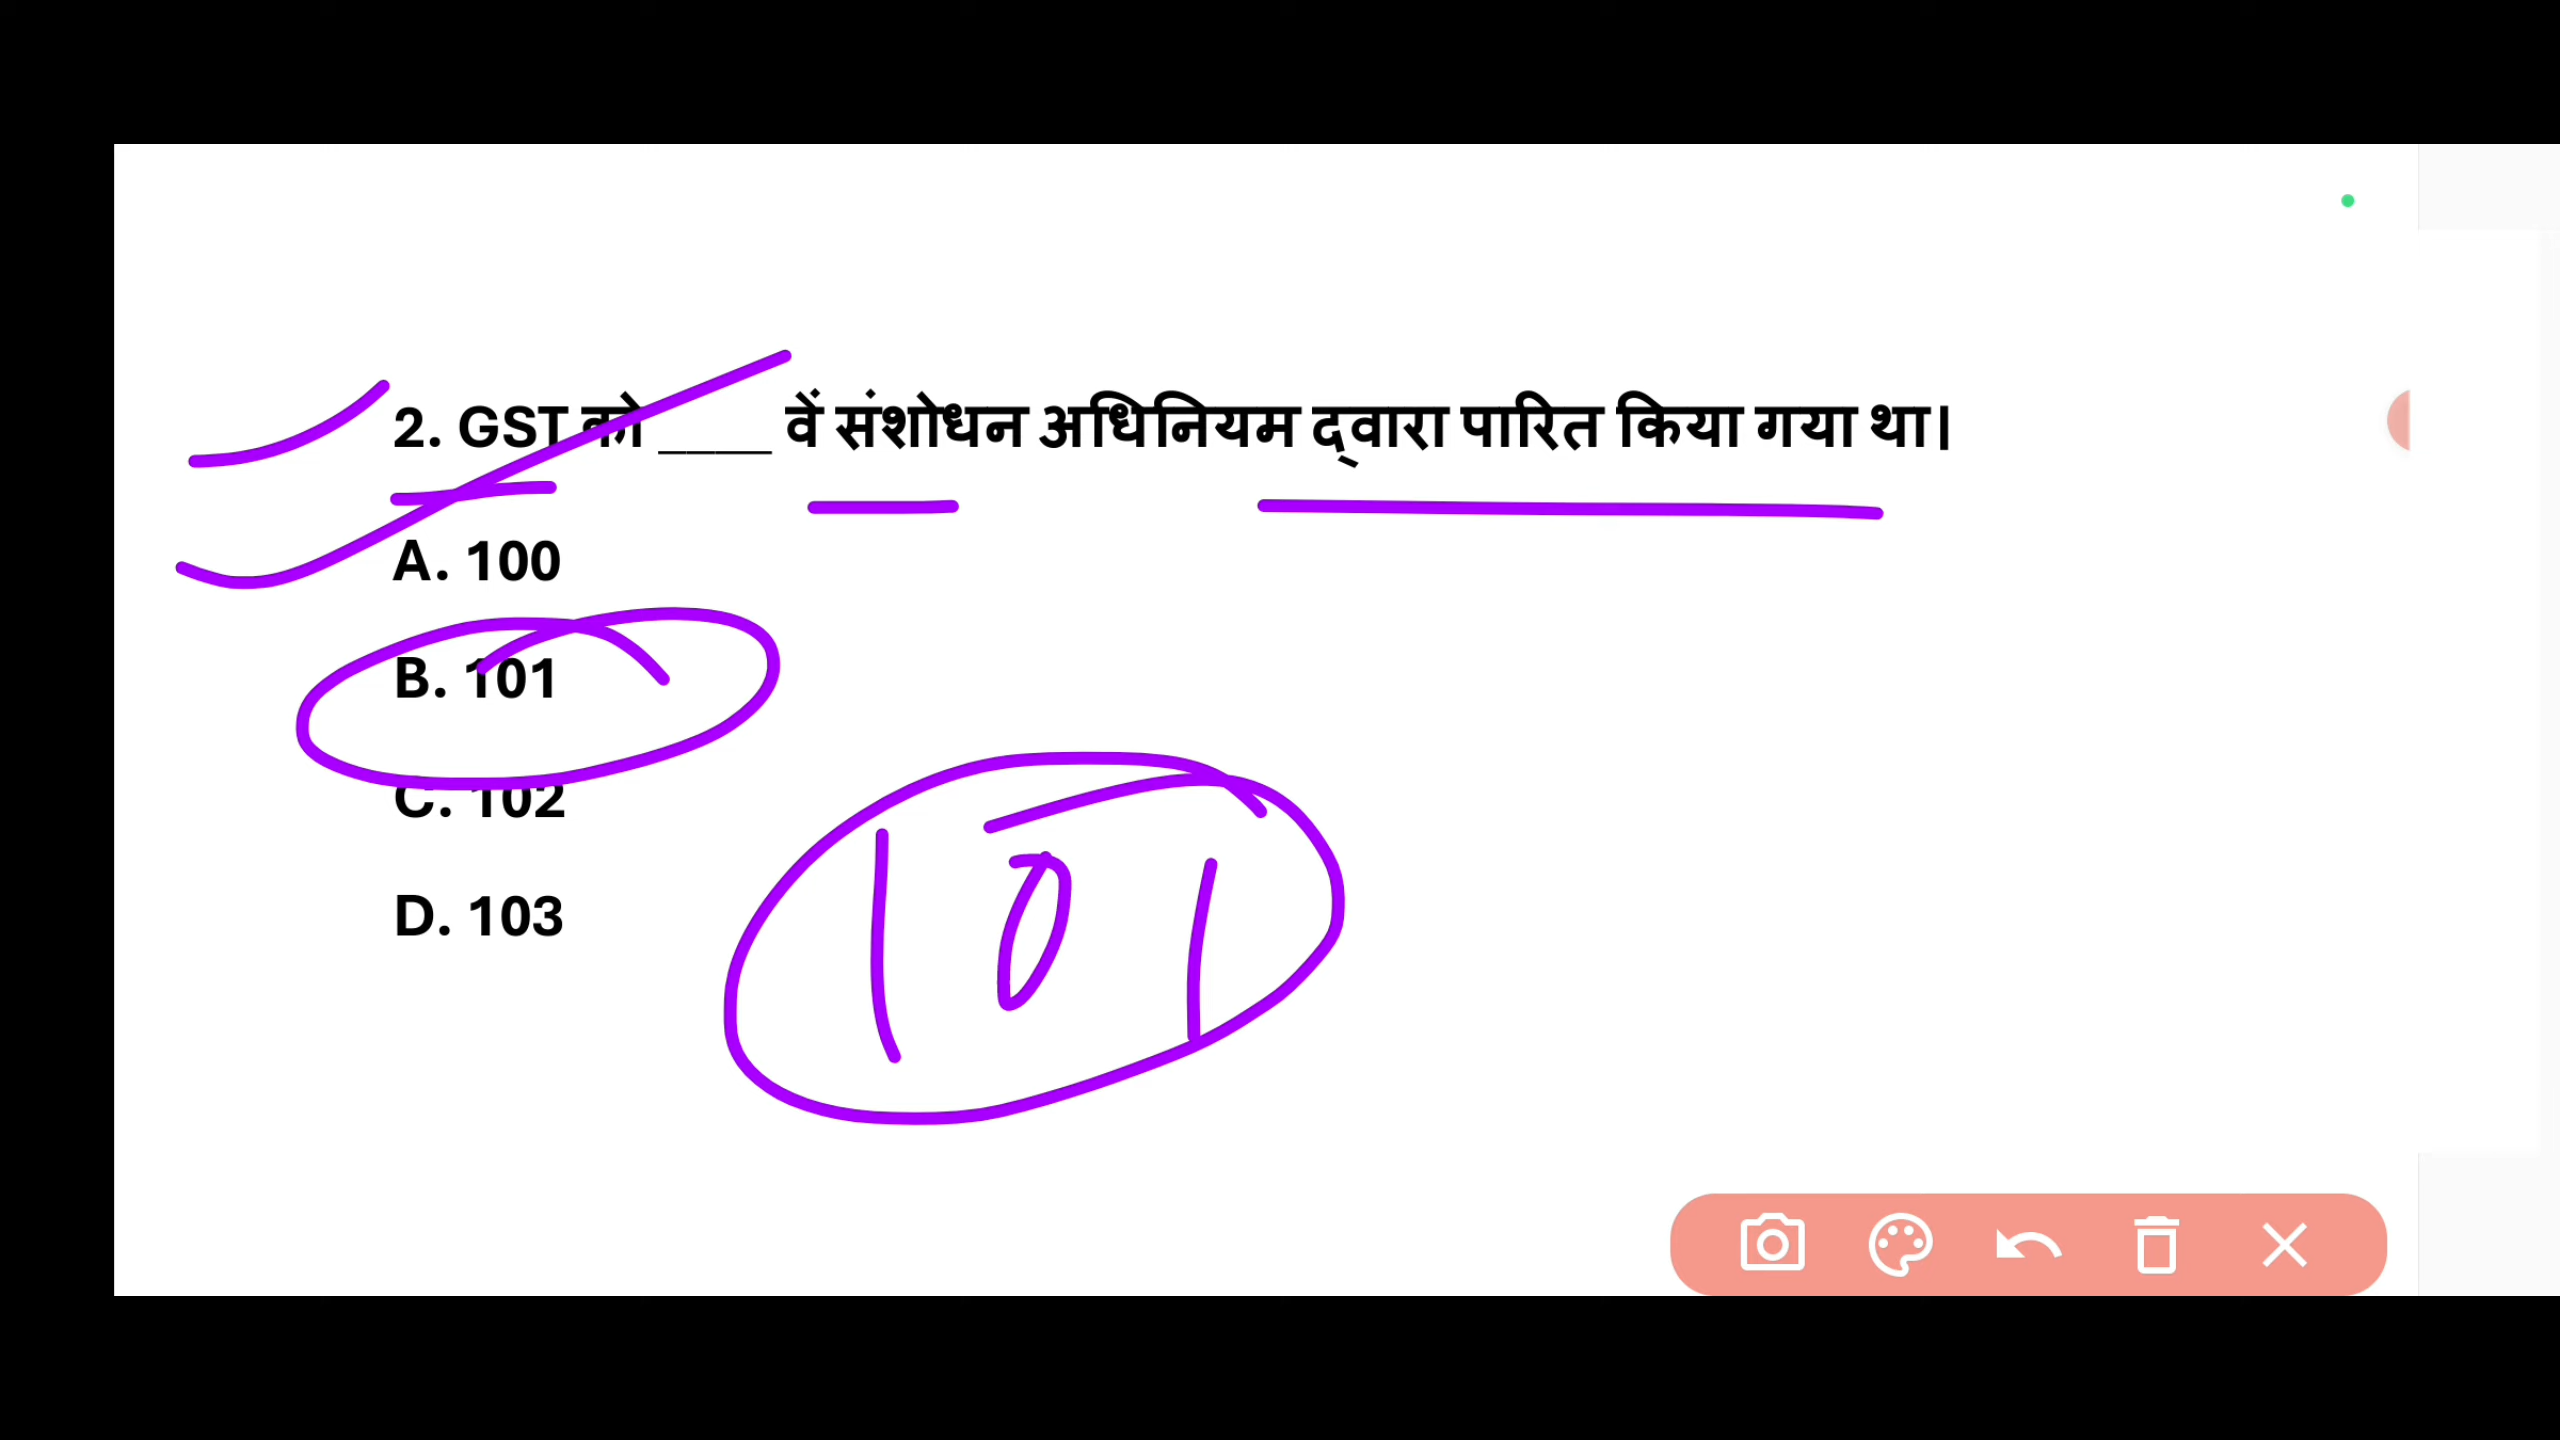 2. GST को ____ वें संशोधन अधिनियम द्वारा पारित किया गया था।
A. 100
B. 101
C. 102
D. 103
101